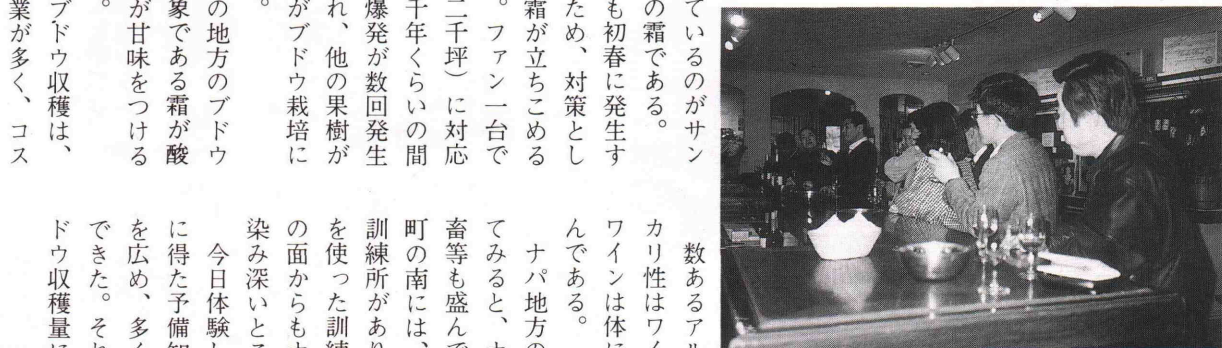 ているのがサン
の霜である。
も初春に発生す
ため、対策とし
霜が立ちこめる
。ファン一台で
二千坪）に対応
千年くらいの間
爆発が数回発生
れ、他の果樹が
がブドウ栽培に
。
の地方のブドウ
象である霜が酸
が甘味をつける
。
ブドウ収穫は、
業が多く、コス
数あるアル
カリ性はワイ
ワインは体に
んである。
ナパ地方の
てみると、
畜等も盛んで
町の南には、
訓練所があり
を使った訓練
の面からも
染み深いとこ
今日体験し
に得た予備知
を広め、多く
できた。それ
ドウ収穫量に